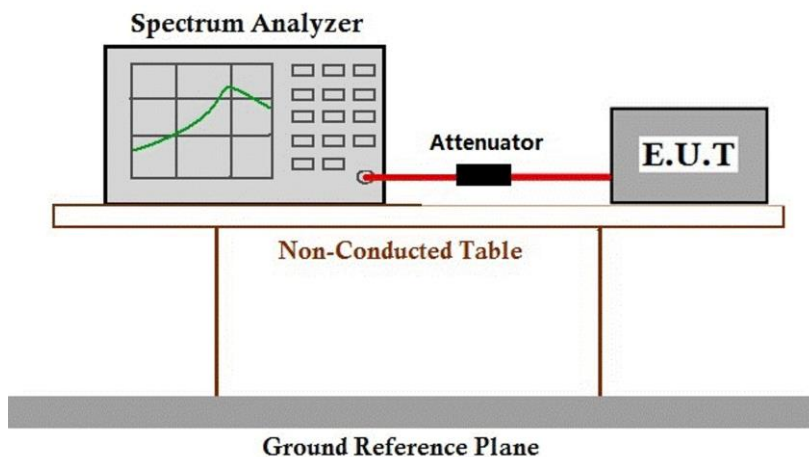 Spectrum Analyzer
Attenuator
E.U.T
Non-Conducted Table
Ground Reference Plane